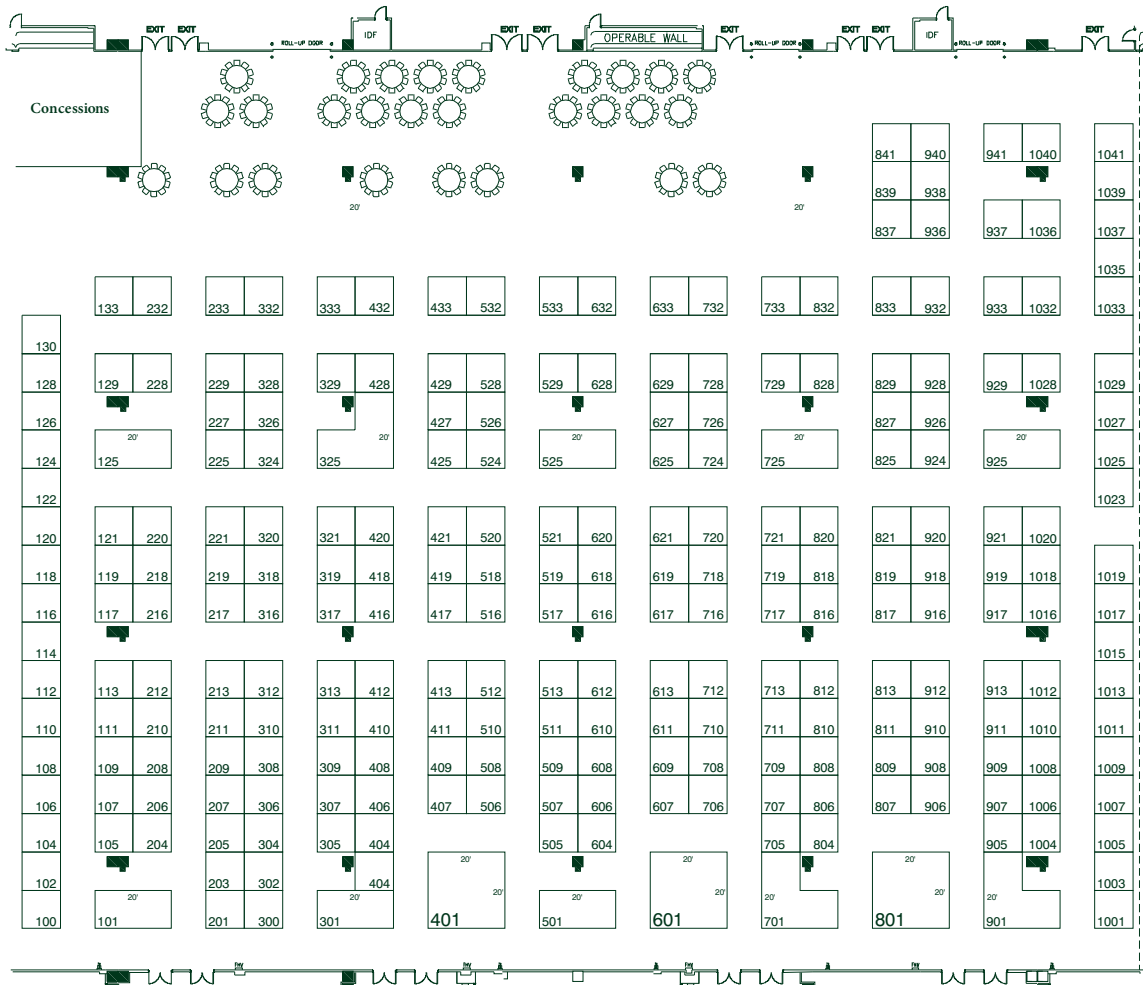 EXIT EXIT IDF EXIT EXIT OPERABLE WALL EXIT EXIT EXIT IDF EXIT
ROLL-UP DOOR ROLL-UP DOOR ROLL-UP DOOR
Concessions
841 940 941 1040 1041
839 938 1039
20' 20'
837 936 937 1036 1037
1035
133 232 233 332 333 432 433 532 533 632 633 732 733 832 833 932 933 1032 1033
130
128 129 228 229 328 329 428 429 528 529 628 629 728 729 828 829 928 929 1028 1029
126 227 326 427 526 627 726 827 926 1027
20' 20' 20' 20' 20'
124 125 225 324 325 425 524 525 625 724 725 825 924 925 1025
122 1023
120 121 220 221 320 321 420 421 520 521 620 621 720 721 820 821 920 921 1020
118 119 218 219 318 319 418 419 518 519 618 619 718 719 818 819 918 919 1018 1019
116 117 216 217 316 317 416 417 516 517 616 617 716 717 816 817 916 917 1016 1017
114 1015
112 113 212 213 312 313 412 413 512 513 612 613 712 713 812 813 912 913 1012 1013
110 111 210 211 310 311 410 411 510 511 610 611 710 711 810 811 910 911 1010 1011
108 109 208 209 308 309 408 409 508 509 608 609 708 709 808 809 908 909 1008 1009
106 107 206 207 306 307 406 407 506 507 606 607 706 707 806 807 906 907 1006 1007
104 105 204 205 304 305 404 505 604 705 804 905 1004 1005
20' 20' 20'
102 203 302 404 1003
20' 20' 20' 20' 20' 20' 20' 20'
100 101 201 300 301 401 501 601 701 801 901 1001